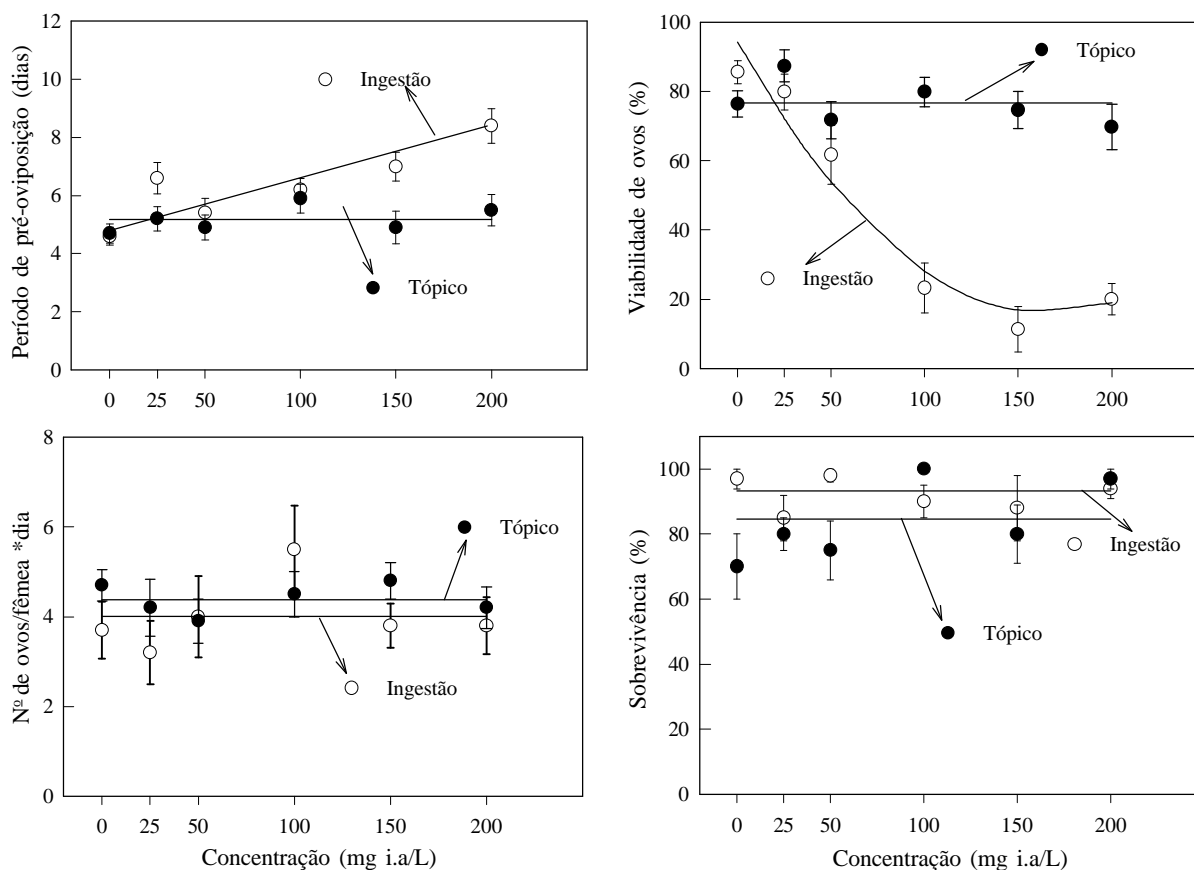 Período de pré-oviposição (dias)
12
10
8
6
4
2
0
Ingestão
Tópico
0 25 50 100 150 200
Viabilidade de ovos (%)
100
80
60
40
20
0
Tópico
Ingestão
0 25 50 100 150 200
Nº de ovos/fêmea *dia
8
6
4
2
0
Tópico
Ingestão
0 25 50 100 150 200
Concentração (mg i.a/L)
Sobrevivência (%)
100
80
60
40
20
0
Ingestão
Tópico
0 25 50 100 150 200
Concentração (mg i.a/L)